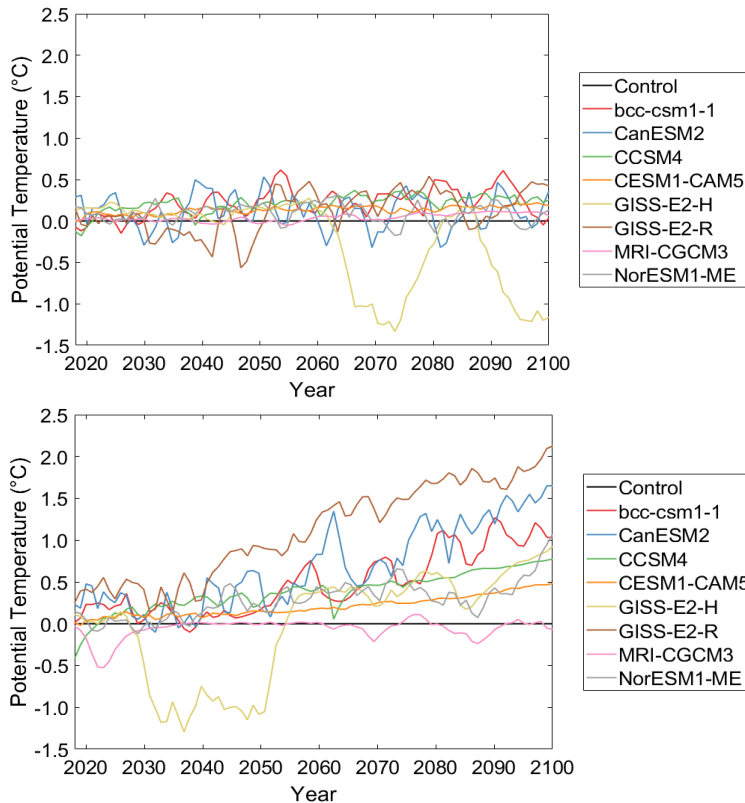 2.5
2.0
1.5
1.0
0.5
0.0
-0.5
-1.0
-1.5
Potential Temperature (°C)
2020 2030 2040 2050 2060 2070 2080 2090 2100
Year
Control
bcc-csm1-1
CanESM2
CCSM4
CESM1-CAM5
GISS-E2-H
GISS-E2-R
MRI-CGCM3
NorESM1-ME
2.5
2.0
1.5
1.0
0.5
0.0
-0.5
-1.0
-1.5
Potential Temperature (°C)
2020 2030 2040 2050 2060 2070 2080 2090 2100
Year
Control
bcc-csm1-1
CanESM2
CCSM4
CESM1-CAM5
GISS-E2-H
GISS-E2-R
MRI-CGCM3
NorESM1-ME